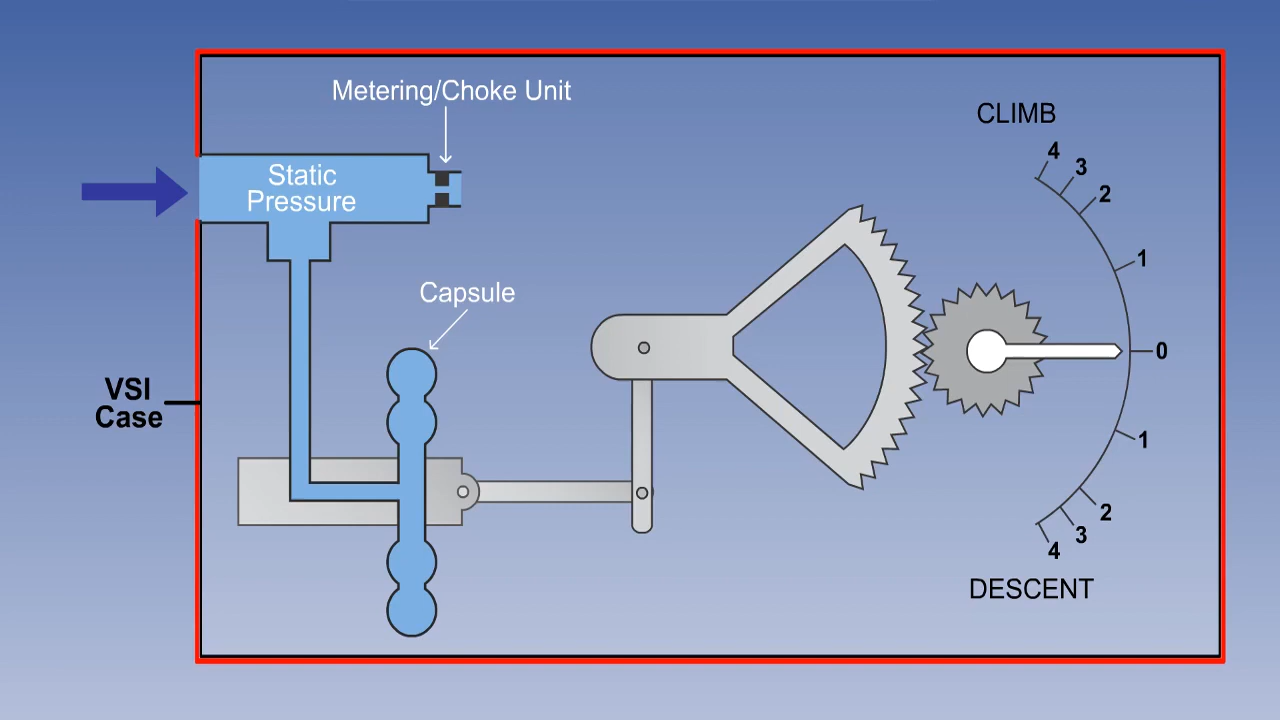 Metering/Choke Unit
CLIMB
Static
Pressure
4
3
2
1
Capsule
0
VSI
Case
1
2
3
4
DESCENT